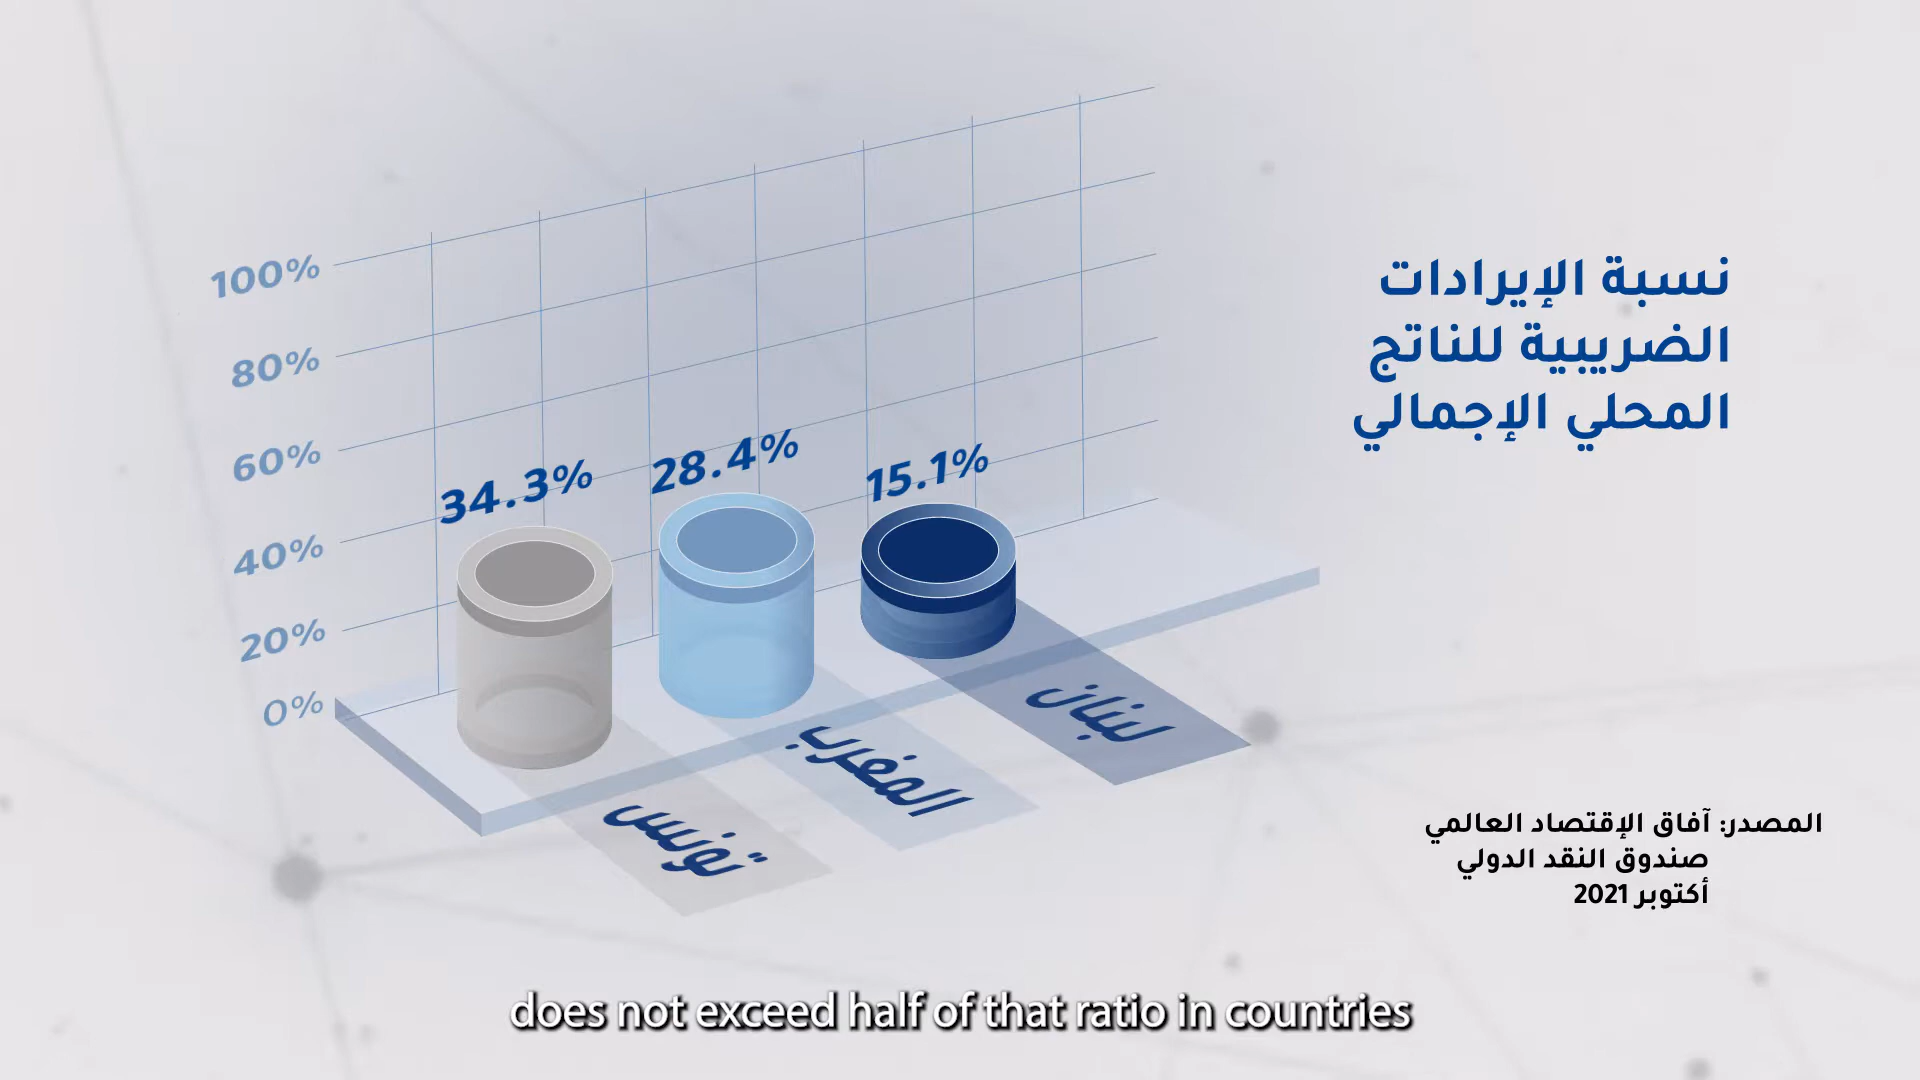 نسبة الإيرادات
الضريبية للناتج
المحلي الإجمالي
100%
80%
60%
40%
20%
0%
34.3%
28.4%
15.1%
تونس
المغرب
لبنان
المصدر: آفاق الإقتصاد العالمي
صندوق النقد الدولي
أكتوبر 2021
does not exceed half of that ratio in countries